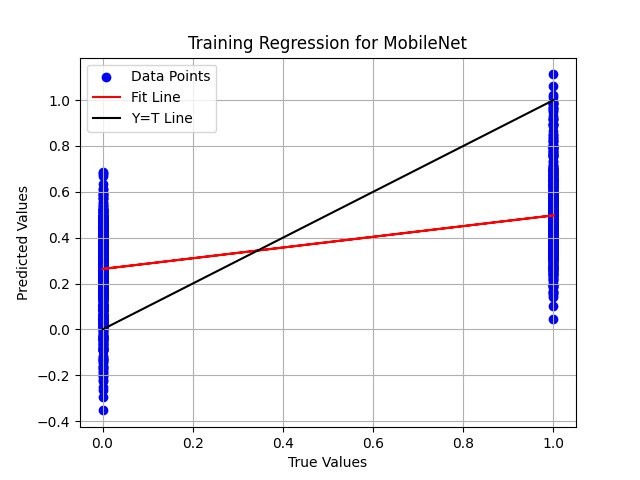 Training Regression for MobileNet
Data Points
Fit Line
Y=T Line
Predicted Values
1.0
0.8
0.6
0.4
0.2
0.0
−0.2
−0.4
0.0 0.2 0.4 0.6 0.8 1.0
True Values